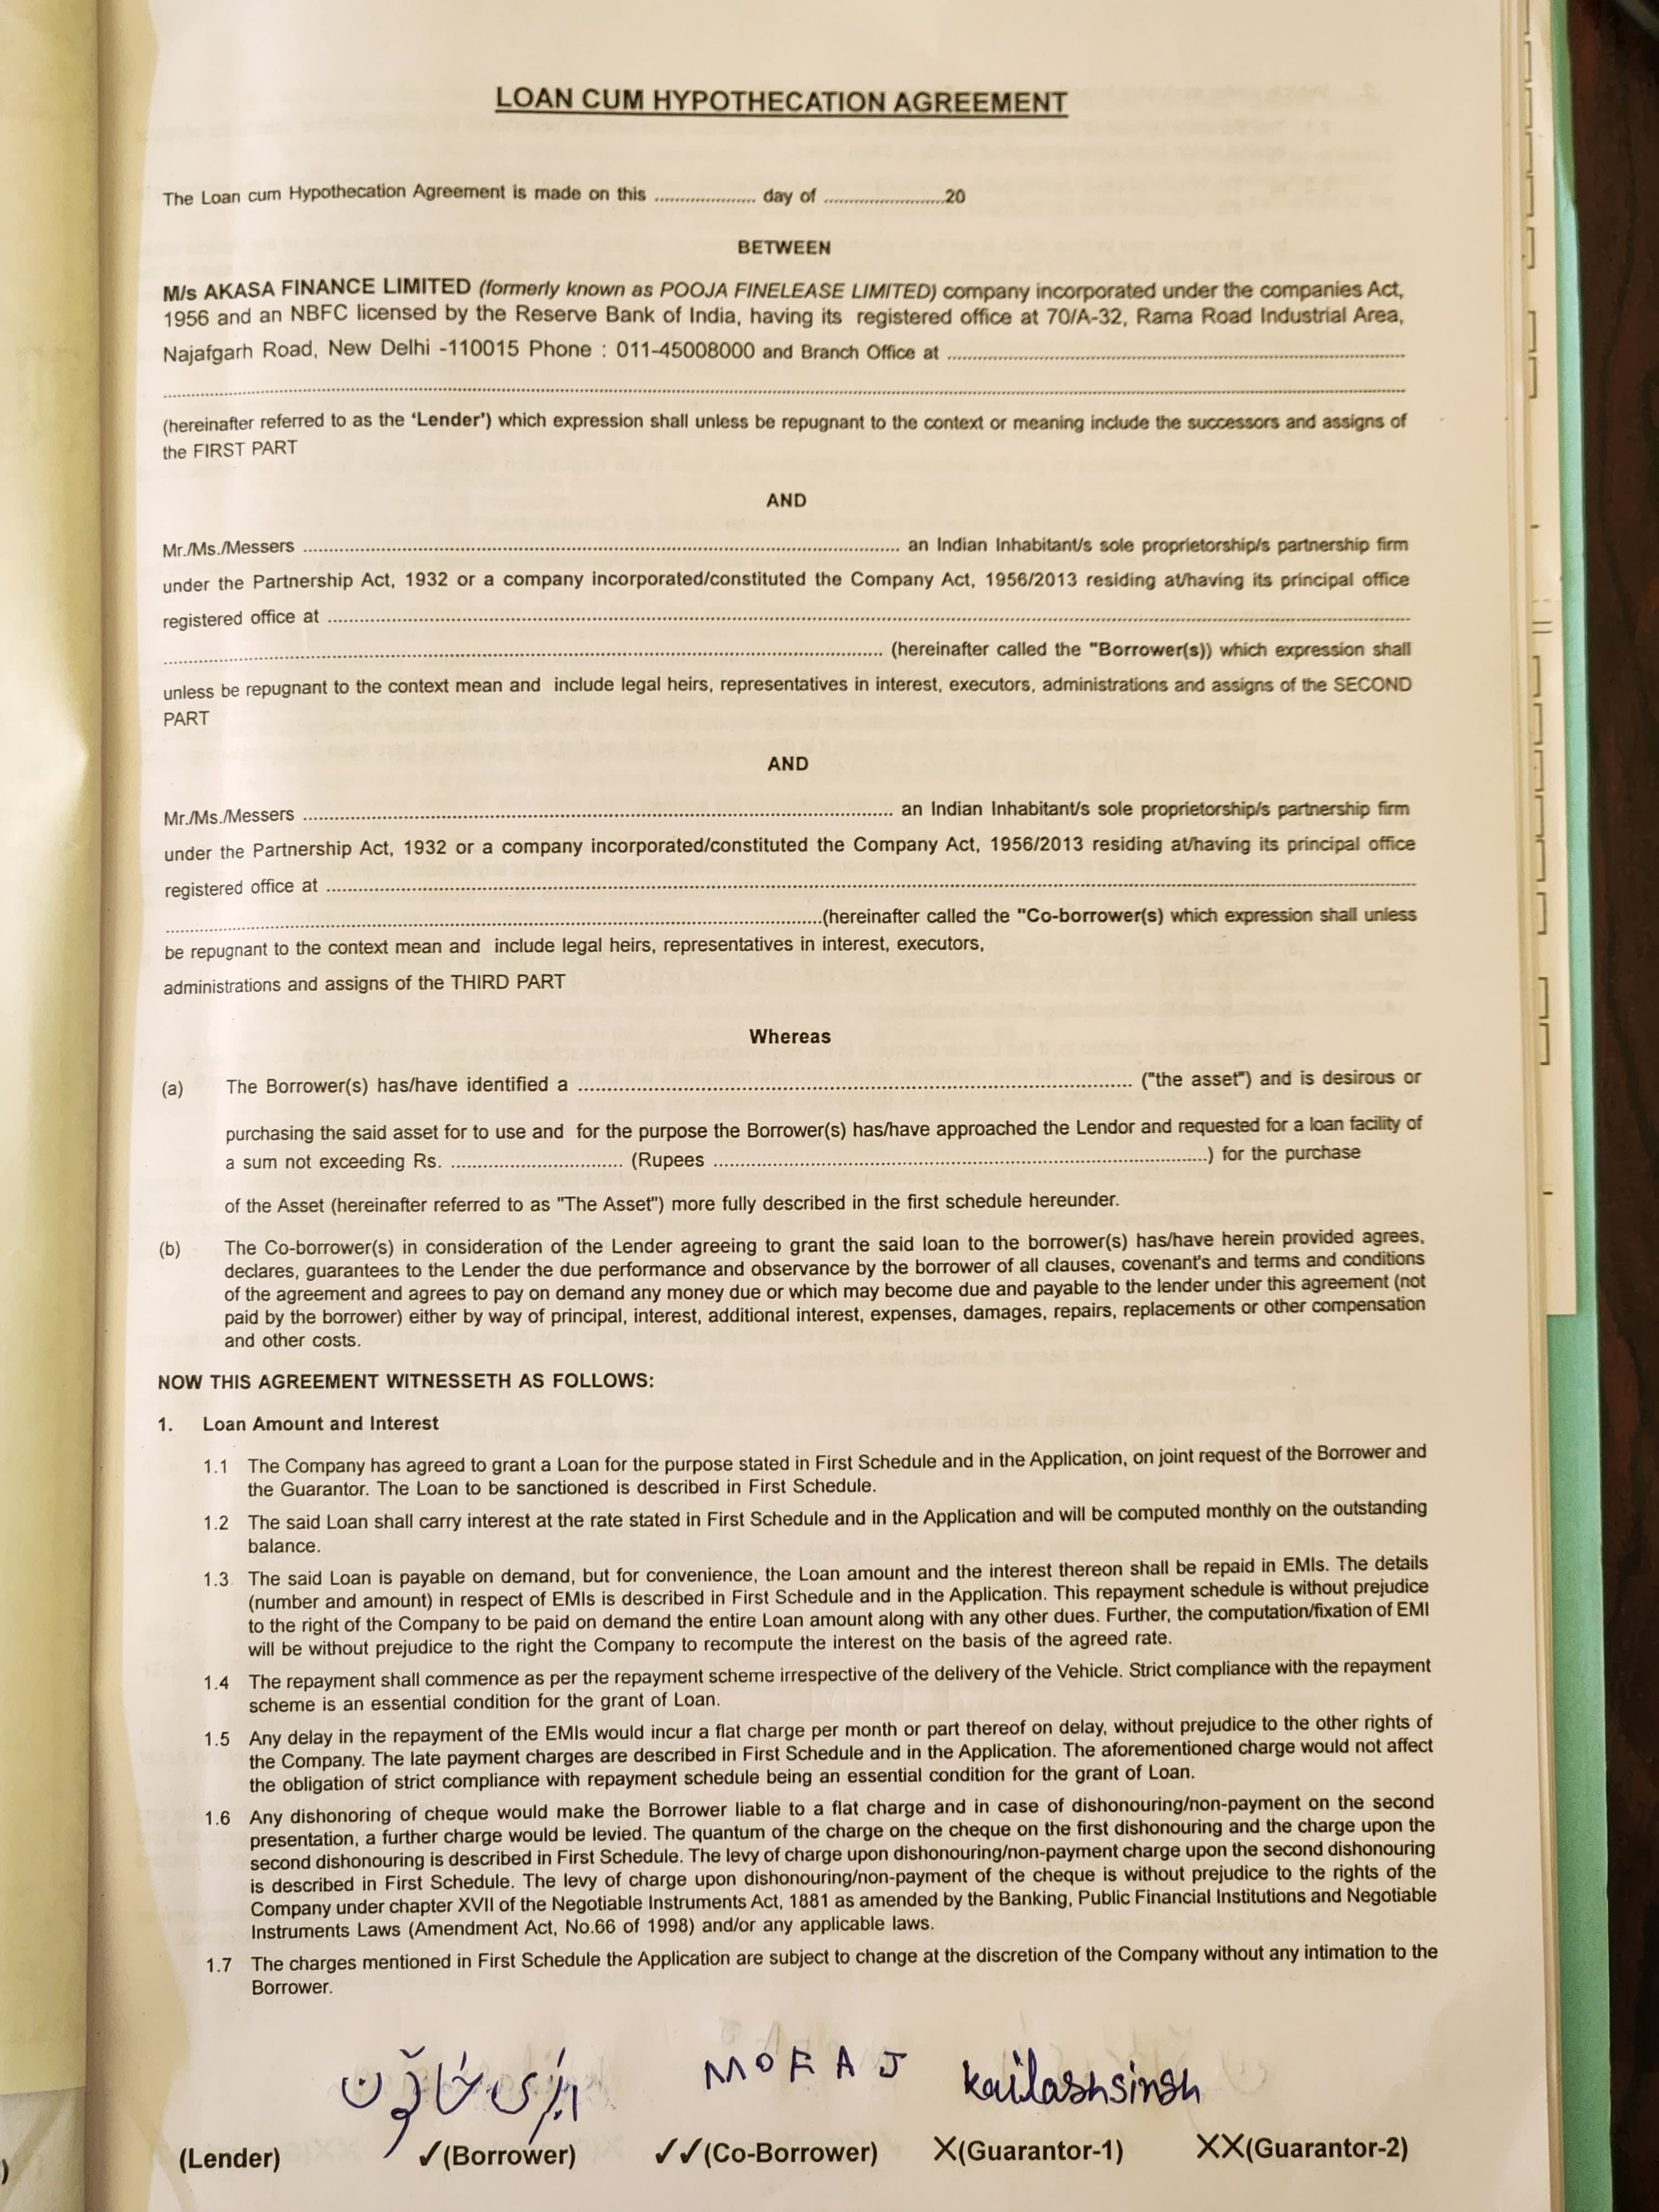 LOAN CUM HYPOTHECATION AGREEMENT
The Loan cum Hypothecation Agreement is made on this .................... day of ........................20
BETWEEN
M/s AKASA FINANCE LIMITED (formerly known as POOJA FINELEASE LIMITED) company incorporated under the companies Act,
1956 and an NBFC licensed by the Reserve Bank of India, having its registered office at 70/A-32, Rama Road Industrial Area,
Najafgarh Road, New Delhi -110015 Phone : 011-45008000 and Branch Office at ....................
....................
(hereinafter referred to as the 'Lender') which expression shall unless be repugnant to the context or meaning include the successors and assigns of
the FIRST PART
AND
Mr./Ms./Messers .................... an Indian Inhabitant/s sole proprietorship/s partnership firm
under the Partnership Act, 1932 or a company incorporated/constituted the Company Act, 1956/2013 residing at/having its principal office
registered office at ....................
.................... (hereinafter called the "Borrower(s)) which expression shall
unless be repugnant to the context mean and include legal heirs, representatives in interest, executors, administrations and assigns of the SECOND
PART
AND
Mr./Ms./Messers .................... an Indian Inhabitant/s sole proprietorship/s partnership firm
under the Partnership Act, 1932 or a company incorporated/constituted the Company Act, 1956/2013 residing at/having its principal office
registered office at ....................
....................(hereinafter called the "Co-borrower(s) which expression shall unless
be repugnant to the context mean and include legal heirs, representatives in interest, executors,
administrations and assigns of the THIRD PART
Whereas
(a) The Borrower(s) has/have identified a .................... ("the asset") and is desirous or
purchasing the said asset for to use and for the purpose the Borrower(s) has/have approached the Lendor and requested for a loan facility of
a sum not exceeding Rs. .................... (Rupees ....................) for the purchase
of the Asset (hereinafter referred to as "The Asset") more fully described in the first schedule hereunder.
(b) The Co-borrower(s) in consideration of the Lender agreeing to grant the said loan to the borrower(s) has/have herein provided agrees,
declares, guarantees to the Lender the due performance and observance by the borrower of all clauses, covenant's and terms and conditions
of the agreement and agrees to pay on demand any money due or which may become due and payable to the lender under this agreement (not
paid by the borrower) either by way of principal, interest, additional interest, expenses, damages, repairs, replacements or other compensation
and other costs.
NOW THIS AGREEMENT WITNESSETH AS FOLLOWS:
1. Loan Amount and Interest
1.1 The Company has agreed to grant a Loan for the purpose stated in First Schedule and in the Application, on joint request of the Borrower and
the Guarantor. The Loan to be sanctioned is described in First Schedule.
1.2 The said Loan shall carry interest at the rate stated in First Schedule and in the Application and will be computed monthly on the outstanding
balance.
1.3. The said Loan is payable on demand, but for convenience, the Loan amount and the interest thereon shall be repaid in EMIs. The details
(number and amount) in respect of EMIs is described in First Schedule and in the Application. This repayment schedule is without prejudice
to the right of the Company to be paid on demand the entire Loan amount along with any other dues. Further, the computation/fixation of EMI
will be without prejudice to the right the Company to recompute the interest on the basis of the agreed rate.
1.4 The repayment shall commence as per the repayment scheme irrespective of the delivery of the Vehicle. Strict compliance with the repayment
scheme is an essential condition for the grant of Loan.
1.5 Any delay in the repayment of the EMIs would incur a flat charge per month or part thereof on delay, without prejudice to the other rights of
the Company. The late payment charges are described in First Schedule and in the Application. The aforementioned charge would not affect
the obligation of strict compliance with repayment schedule being an essential condition for the grant of Loan.
1.6 Any dishonoring of cheque would make the Borrower liable to a flat charge and in case of dishonouring/non-payment on the second
presentation, a further charge would be levied. The quantum of the charge on the cheque on the first dishonouring and the charge upon the
second dishonouring is described in First Schedule. The levy of charge upon dishonouring/non-payment charge upon the second dishonouring
is described in First Schedule. The levy of charge upon dishonouring/non-payment of the cheque is without prejudice to the rights of the
Company under chapter XVII of the Negotiable Instruments Act, 1881 as amended by the Banking, Public Financial Institutions and Negotiable
Instruments Laws (Amendment Act, No.66 of 1998) and/or any applicable laws.
1.7 The charges mentioned in First Schedule the Application are subject to change at the discretion of the Company without any intimation to the
Borrower.
خاتون MOFAJ kailashsinsh
(Lender) ✓(Borrower) ✓✓(Co-Borrower) X(Guarantor-1) XX(Guarantor-2)